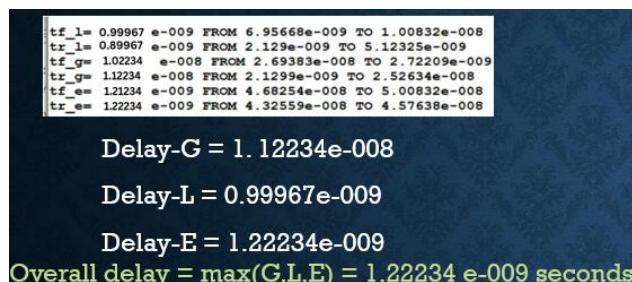 tf_l= 0.99967 e-009 FROM 6.95668e-009 TO 1.00832e-008
tr_l= 0.89967 e-009 FROM 2.129e-009 TO 5.12325e-009
tf_g= 1.02234 e-008 FROM 2.69383e-008 TO 2.72209e-009
tr_g= 1.12234 e-008 FROM 2.1299e-009 TO 2.52634e-008
tf_e= 1.21234 e-009 FROM 4.68254e-008 TO 5.00832e-008
tr_e= 1.22234 e-009 FROM 4.32559e-008 TO 4.57638e-008
Delay-G = 1. 12234e-008
Delay-L = 0.99967e-009
Delay-E = 1.22234e-009
Overall delay = max(G,L,E) = 1.22234 e-009 seconds